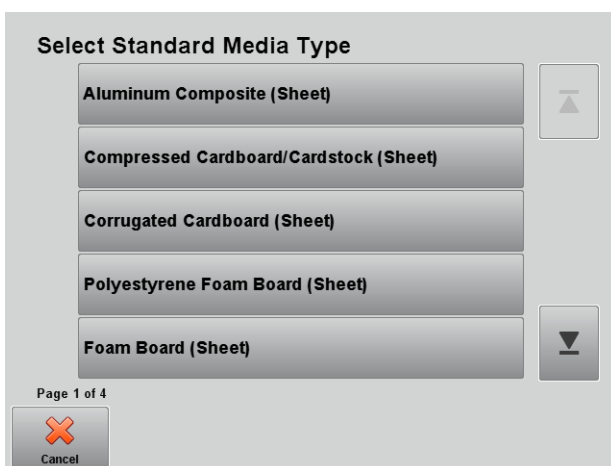 Select Standard Media Type
Aluminum Composite (Sheet)
Compressed Cardboard/Cardstock (Sheet)
Corrugated Cardboard (Sheet)
Polyestyrene Foam Board (Sheet)
Foam Board (Sheet)
Page 1 of 4
Cancel